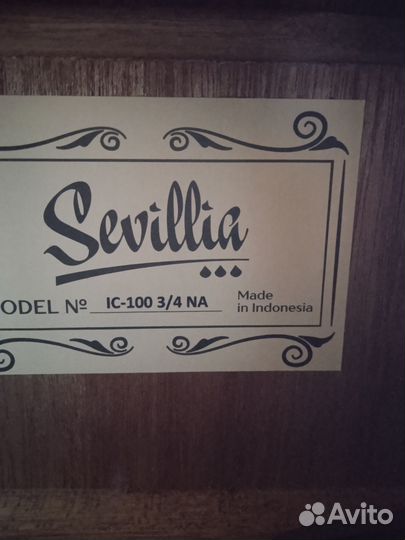 Sevillia
ODEL Nº IC-100 3/4 NA
Made
in Indonesia
Avito